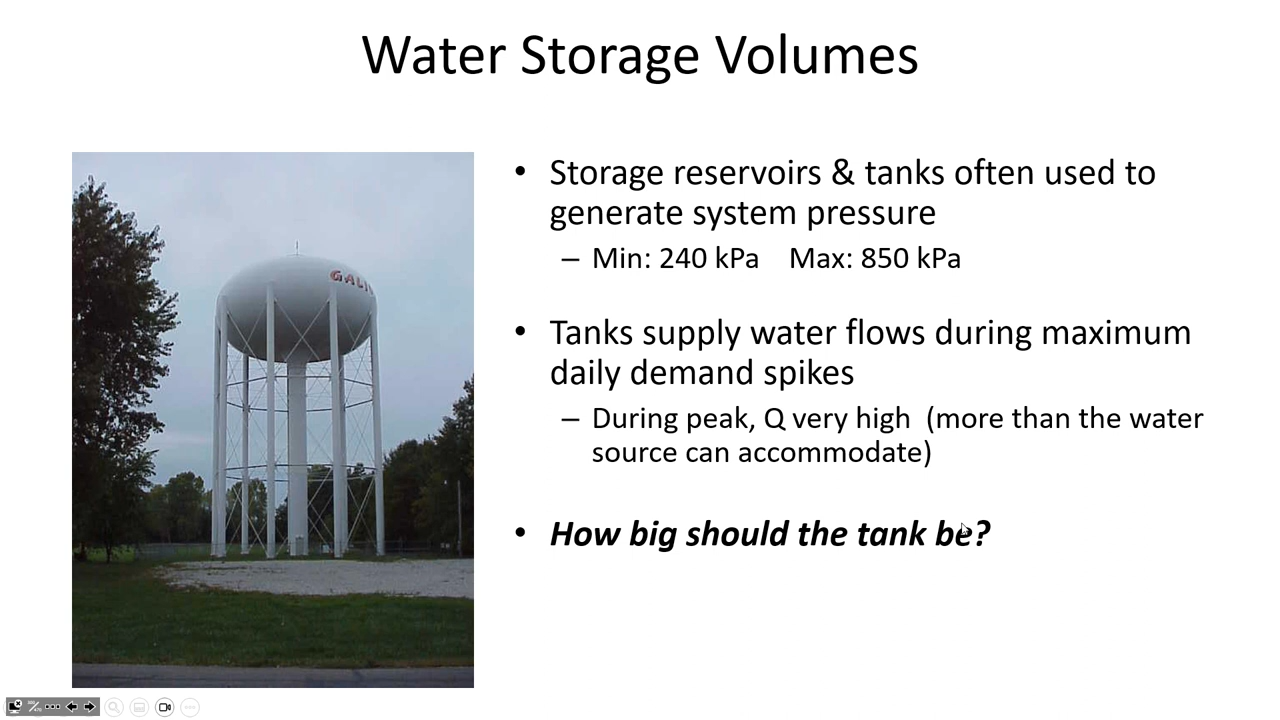 Water Storage Volumes
• Storage reservoirs & tanks often used to
generate system pressure
– Min: 240 kPa Max: 850 kPa
• Tanks supply water flows during maximum
daily demand spikes
– During peak, Q very high (more than the water
source can accommodate)
• How big should the tank be?